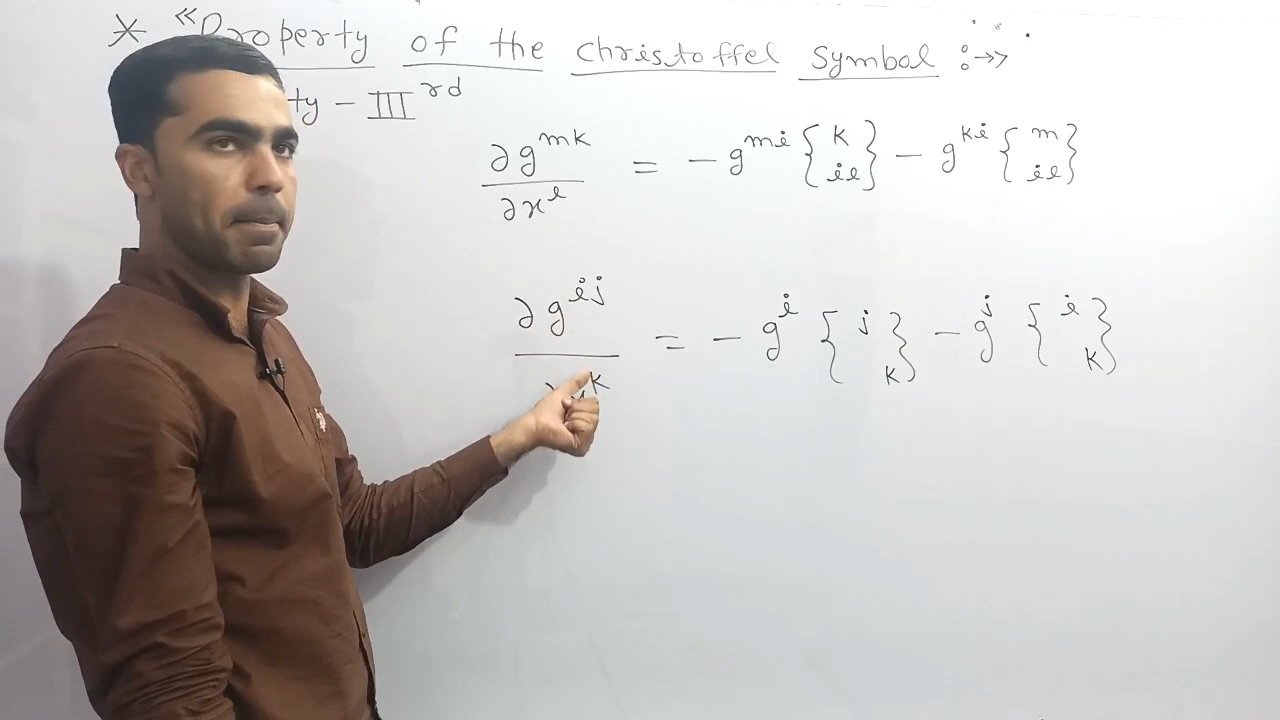 * "Property of the Christoffel Symbol :→>
ty - III rd
∂g^{mk}/∂x^l = - g^{mi} {k il} - g^{ki} {m il}
∂g^{ij}/∂x^k = - g^{i} {j k} - g^{j} {i k}